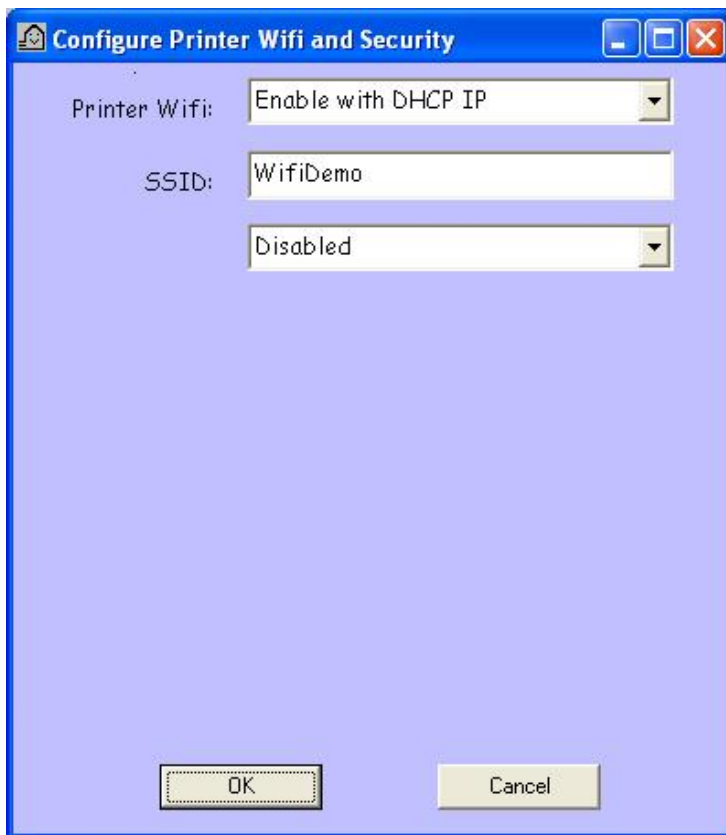 Configure Printer Wifi and Security
Printer Wifi: Enable with DHCP IP
SSID: WifiDemo
Disabled
OK Cancel